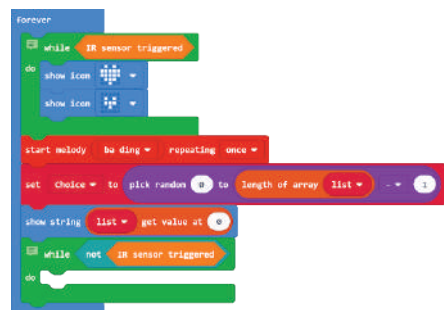 Forever
while IR sensor triggered
do
show icon
show icon
start melody ba ding repeating once
set Choice to pick random 0 to length of array list - 1
show string list get value at 0
while not IR sensor triggered
do